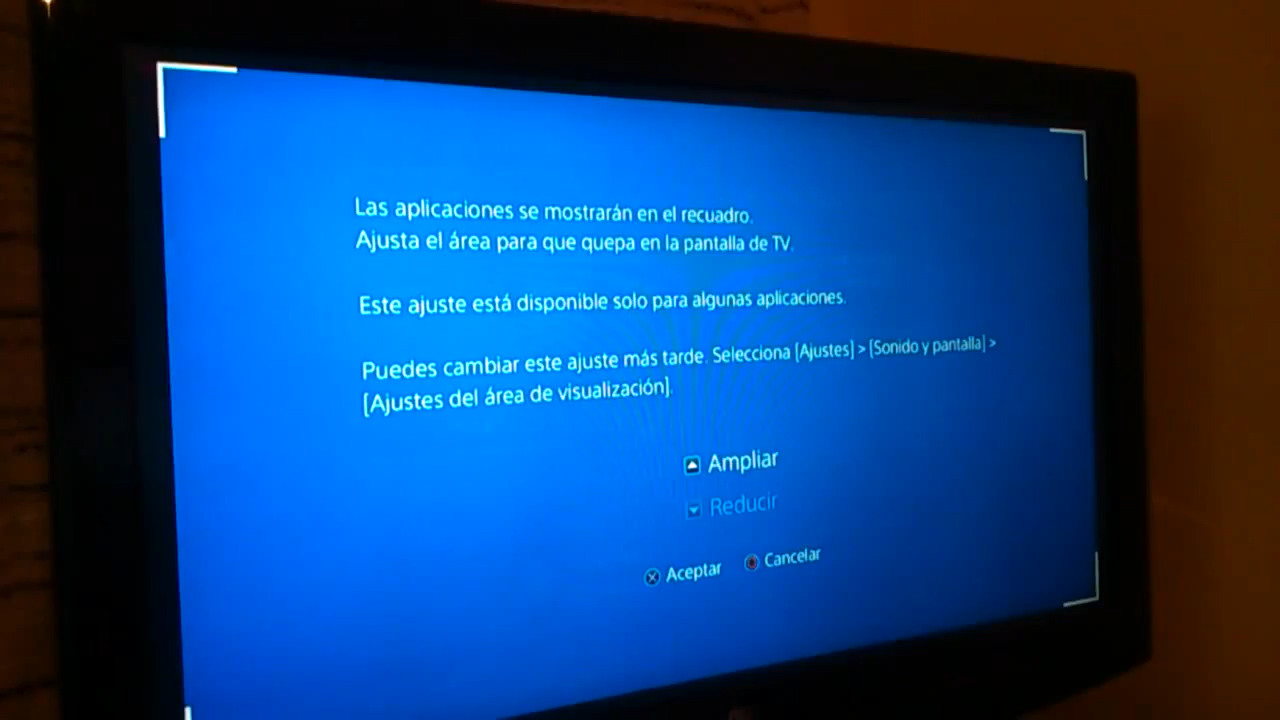 Las aplicaciones se mostrarán en el recuadro.
Ajusta el área para que quepa en la pantalla de TV.
Este ajuste está disponible solo para algunas aplicaciones.
Puedes cambiar este ajuste más tarde. Selecciona [Ajustes] > [Sonido y pantalla] >
[Ajustes del área de visualización].
Ampliar
Reducir
Aceptar Cancelar